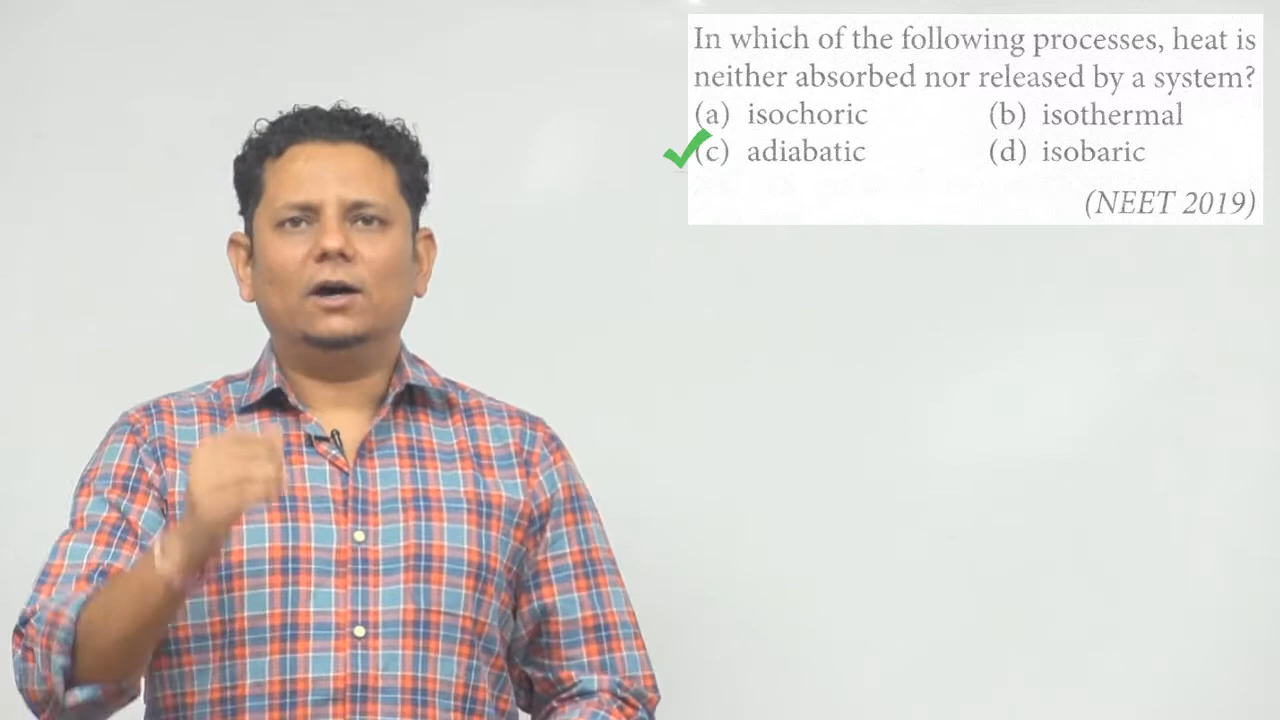 In which of the following processes, heat is
neither absorbed nor released by a system?
(a) isochoric (b) isothermal
(c) adiabatic (d) isobaric
(NEET 2019)